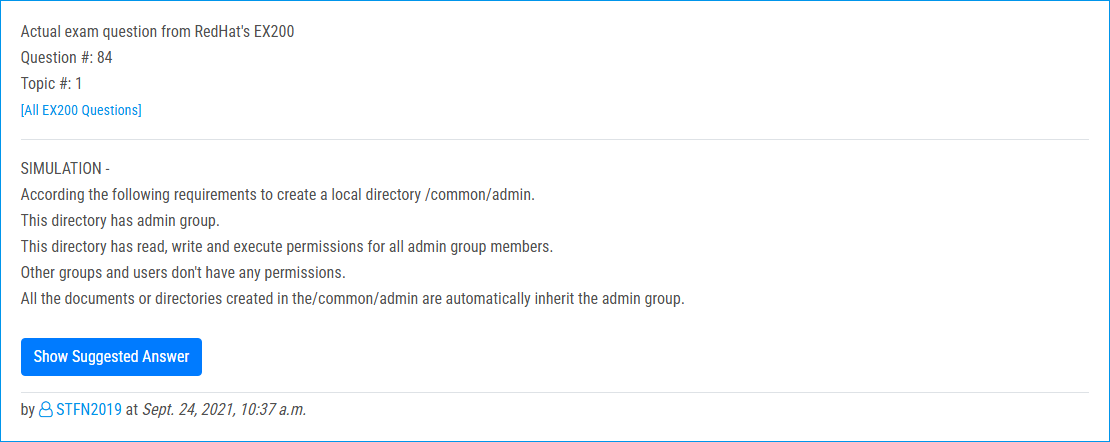 Actual exam question from RedHat's EX200
Question #: 84
Topic #: 1
[All EX200 Questions]
SIMULATION -
According the following requirements to create a local directory /common/admin.
This directory has admin group.
This directory has read, write and execute permissions for all admin group members.
Other groups and users don't have any permissions.
All the documents or directories created in the/common/admin are automatically inherit the admin group.
Show Suggested Answer
by STFN2019 at Sept. 24, 2021, 10:37 a.m.